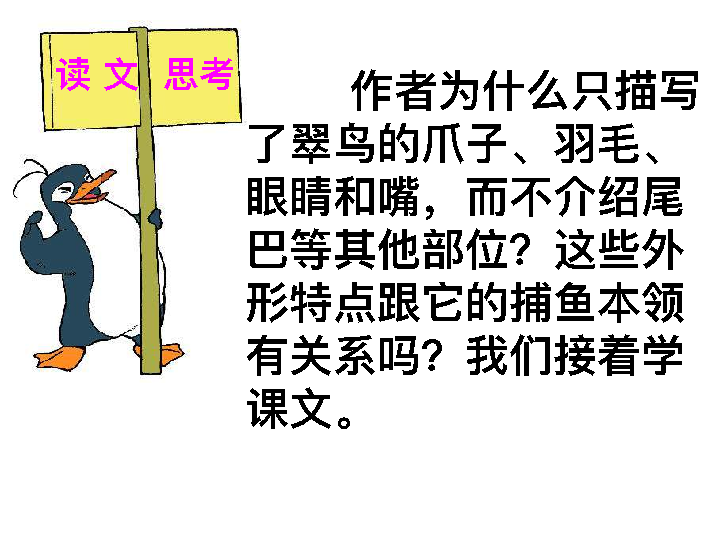 读 文 思考
作者为什么只描写
了翠鸟的爪子、羽毛、
眼睛和嘴，而不介绍尾
巴等其他部位？这些外
形特点跟它的捕鱼本领
有关系吗？我们接着学
课文。